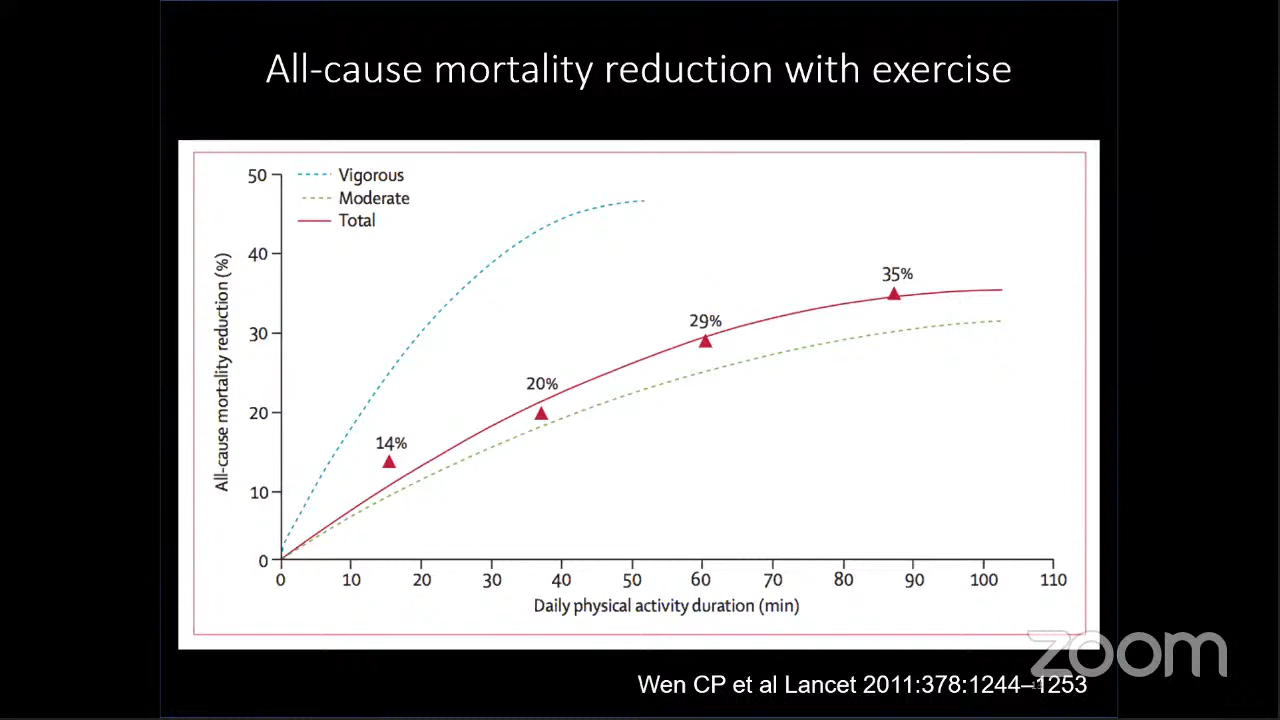 All-cause mortality reduction with exercise
Vigorous
Moderate
Total
50
40
30
20
10
0
All-cause mortality reduction (%)
14%
20%
29%
35%
0 10 20 30 40 50 60 70 80 90 100 110
Daily physical activity duration (min)
zoom
Wen CP et al Lancet 2011:378:1244–1253